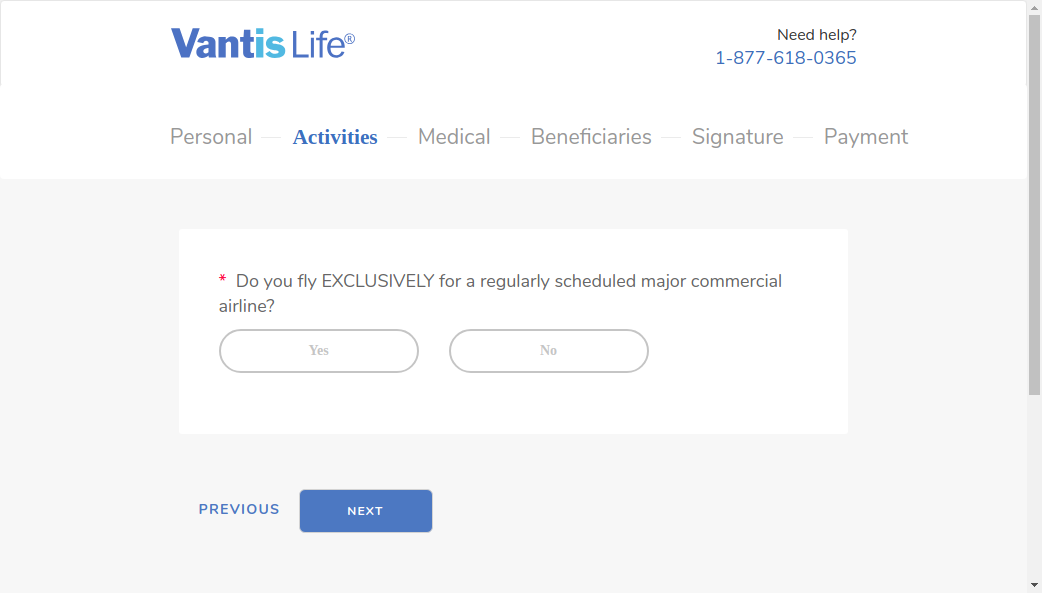 Vantis Life®
Need help?
1-877-618-0365
Personal Activities Medical Beneficiaries Signature Payment
* Do you fly EXCLUSIVELY for a regularly scheduled major commercial
airline?
Yes No
PREVIOUS NEXT